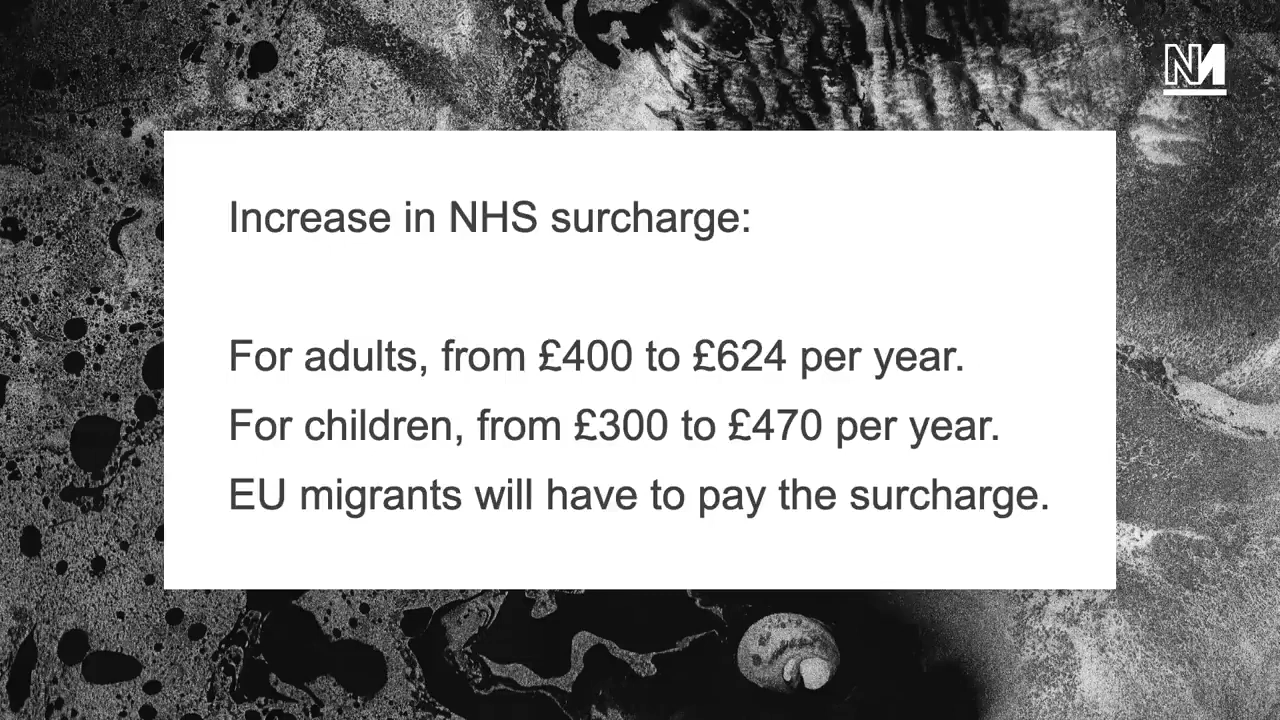 NM
Increase in NHS surcharge:
For adults, from £400 to £624 per year.
For children, from £300 to £470 per year.
EU migrants will have to pay the surcharge.